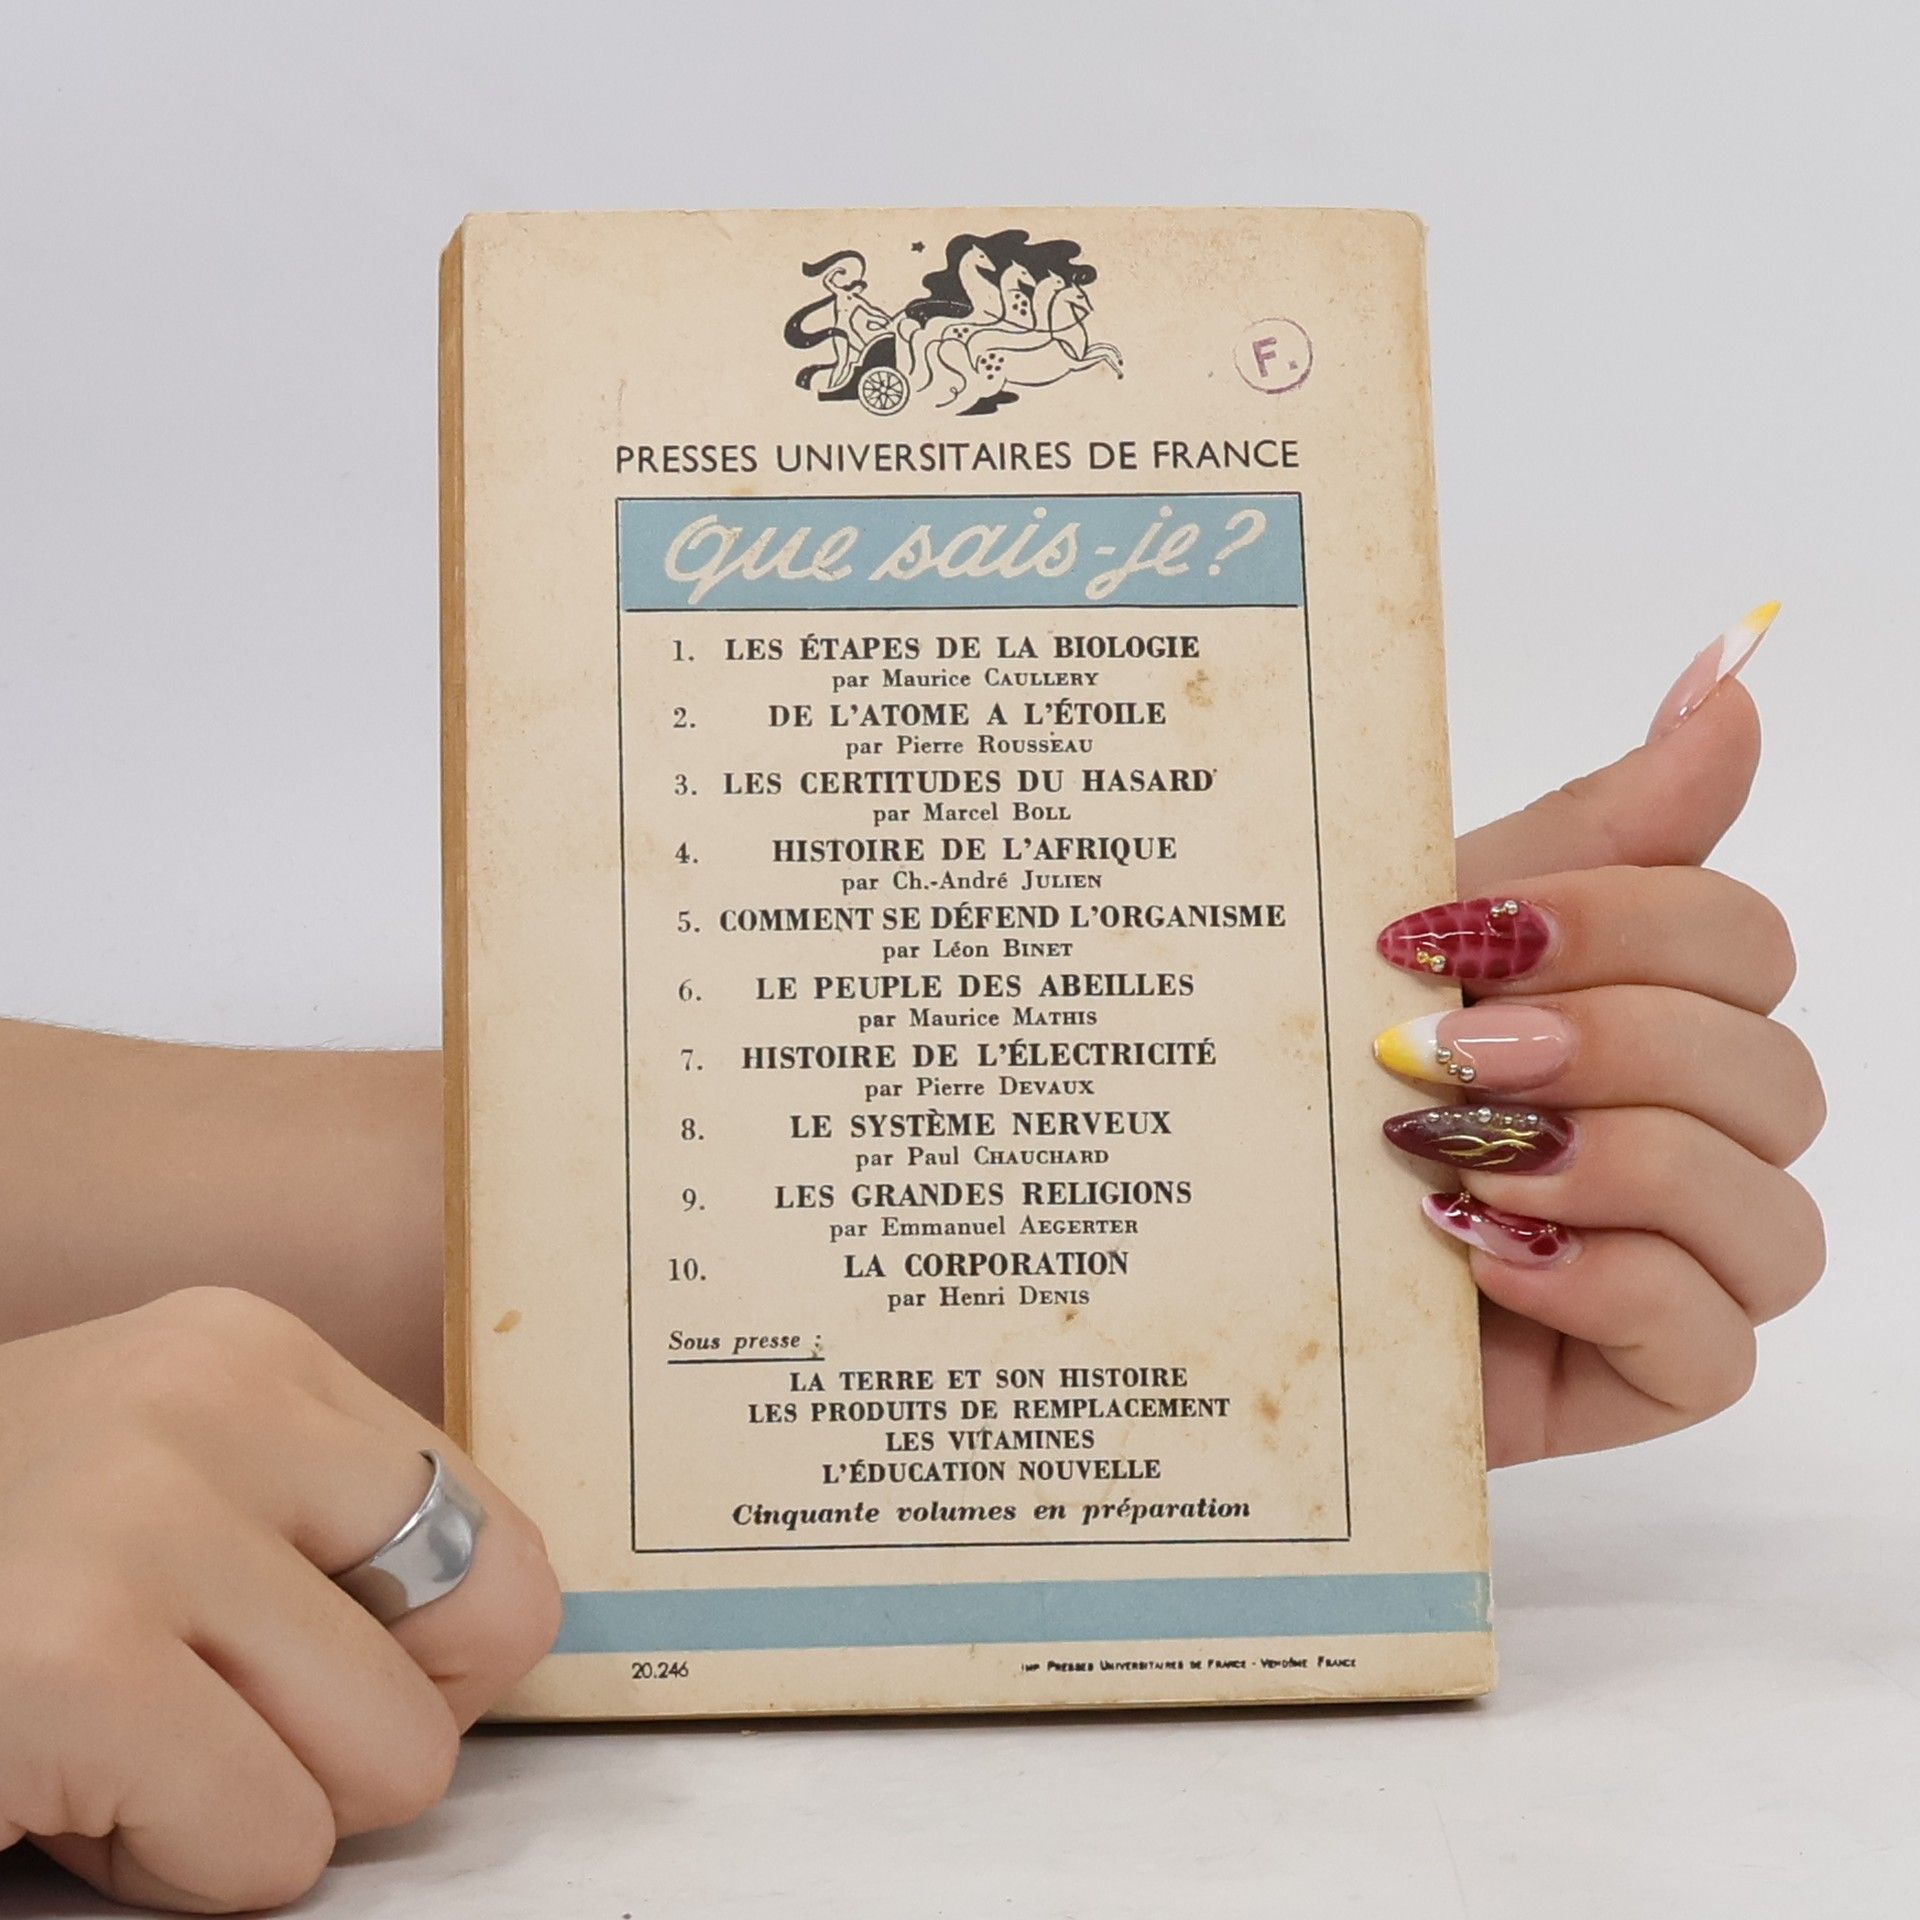 F.
PRESSES UNIVERSITAIRES DE FRANCE
Que sais-je?
1. LES ÉTAPES DE LA BIOLOGIE
par Maurice CAULLERY
2. DE L'ATOME A L'ÉTOILE
par Pierre ROUSSEAU
3. LES CERTITUDES DU HASARD
par Marcel BOLL
4. HISTOIRE DE L'AFRIQUE
par Ch.-André JULIEN
5. COMMENT SE DÉFEND L'ORGANISME
par Léon BINET
6. LE PEUPLE DES ABEILLES
par Maurice MATHIS
7. HISTOIRE DE L'ÉLECTRICITÉ
par Pierre DEVAUX
8. LE SYSTÈME NERVEUX
par Paul CHAUCHARD
9. LES GRANDES RELIGIONS
par Emmanuel AEGERTER
10. LA CORPORATION
par Henri DENIS
Sous presse :
LA TERRE ET SON HISTOIRE
LES PRODUITS DE REMPLACEMENT
LES VITAMINES
L'ÉDUCATION NOUVELLE
Cinquante volumes en préparation
20.246 IMP PRESSES UNIVERSITAIRES DE FRANCE - VENDÔME FRANCE